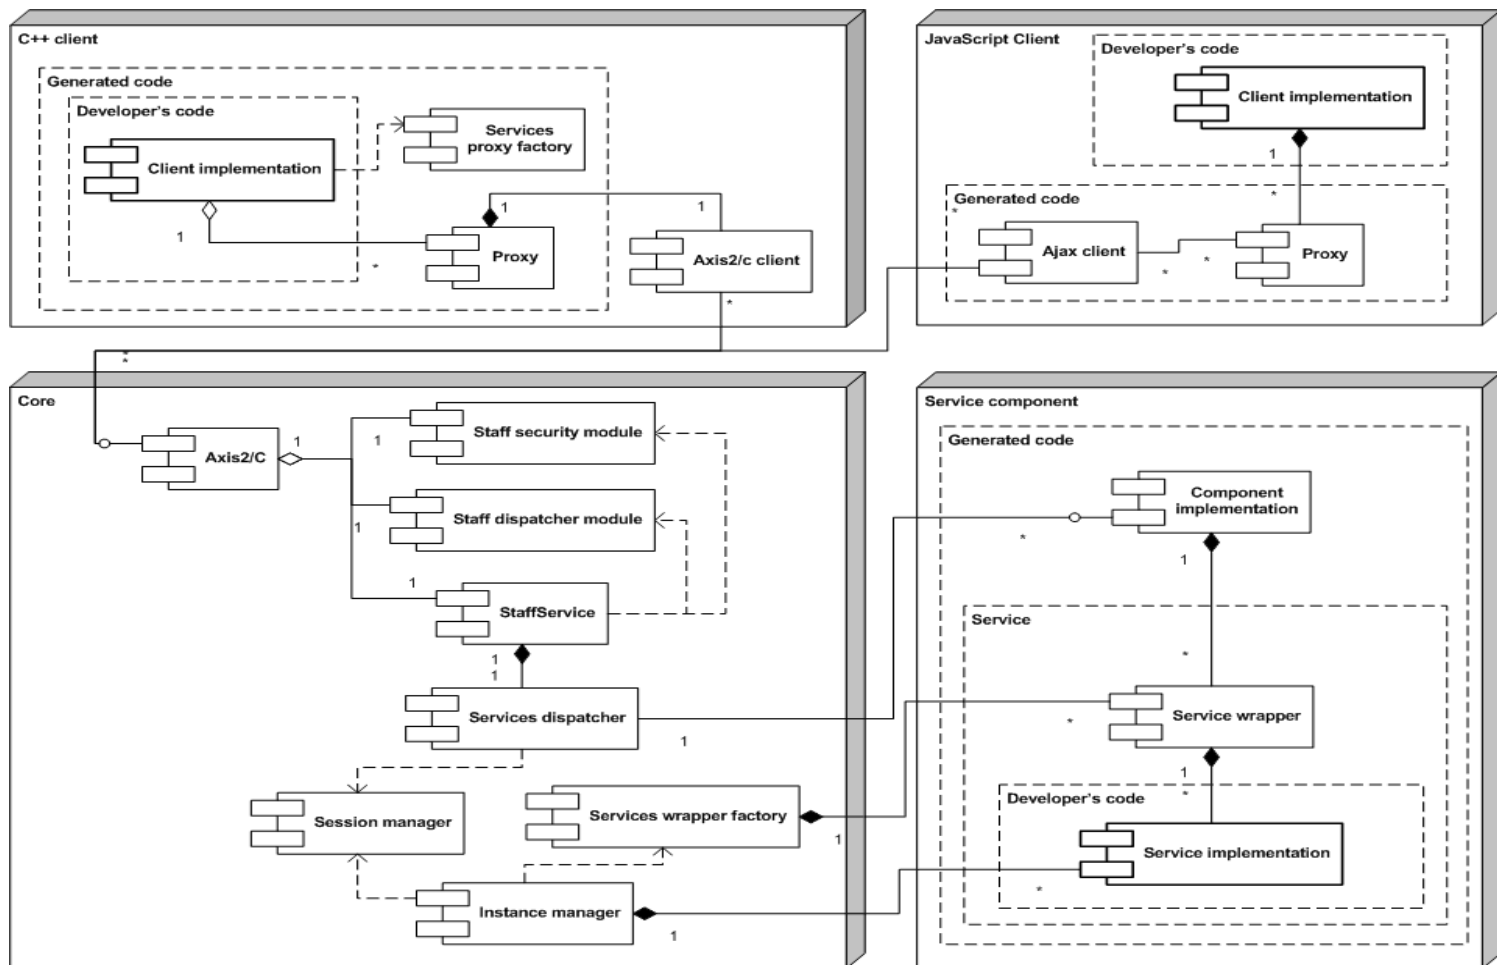 C++ client
Generated code
Developer's code
Client implementation
Services
proxy factory
1
1
1
Proxy
*
Axis2/c client
*
JavaScript Client
Developer's code
Client implementation
1
*
Generated code
*
Ajax client
*
*
Proxy
*
*
Core
1
Axis2/C
1
Staff security module
Staff dispatcher module
1
1
StaffService
1
1
Services dispatcher
1
Session manager
Services wrapper factory
1
Instance manager
1
Service component
Generated code
Component
implementation
*
1
Service
*
Service wrapper
*
1
*
Developer's code
Service implementation
*